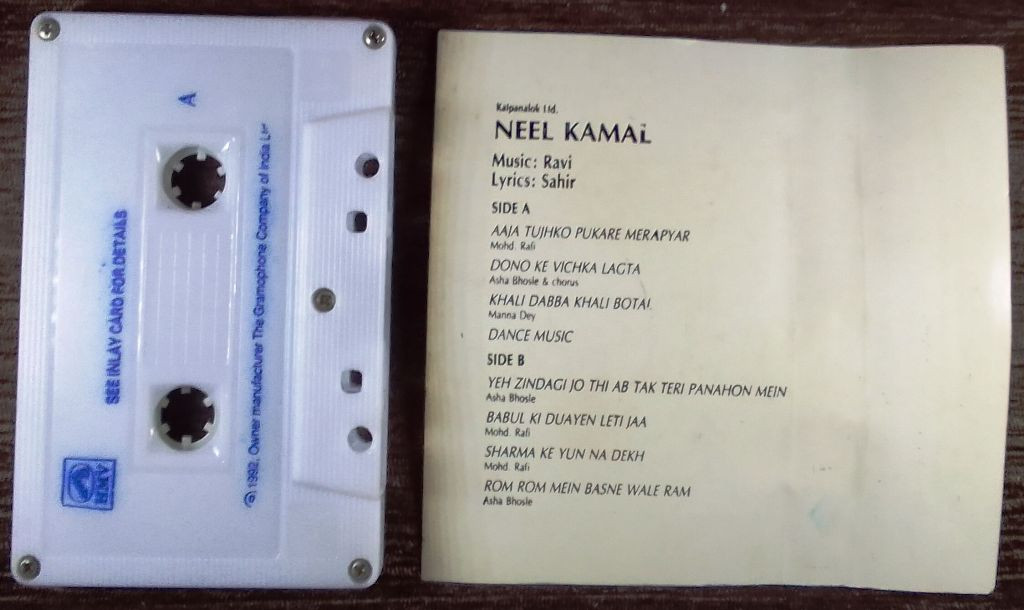 A
SEE INLAY CARD FOR DETAILS
℗ 1992, Owner manufacturer The Gramophone Company of India Ltd
HMV
Kalpanalok Ltd.
NEEL KAMAL
Music: Ravi
Lyrics: Sahir
SIDE A
AAJA TUJHKO PUKARE MERAPYAR
Mohd. Rafi
DONO KE VICHKA LAGTA
Asha Bhosle & chorus
KHALI DABBA KHALI BOTAL
Manna Dey
DANCE MUSIC
SIDE B
YEH ZINDAGI JO THI AB TAK TERI PANAHON MEIN
Asha Bhosle
BABUL KI DUAYEN LETI JAA
Mohd. Rafi
SHARMA KE YUN NA DEKH
Mohd. Rafi
ROM ROM MEIN BASNE WALE RAM
Asha Bhosle